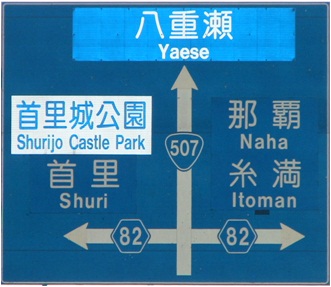 八重瀬
Yaese
首里城公園
Shurijo Castle Park
首里
Shuri
那覇
Naha
糸満
Itoman
507
82
82